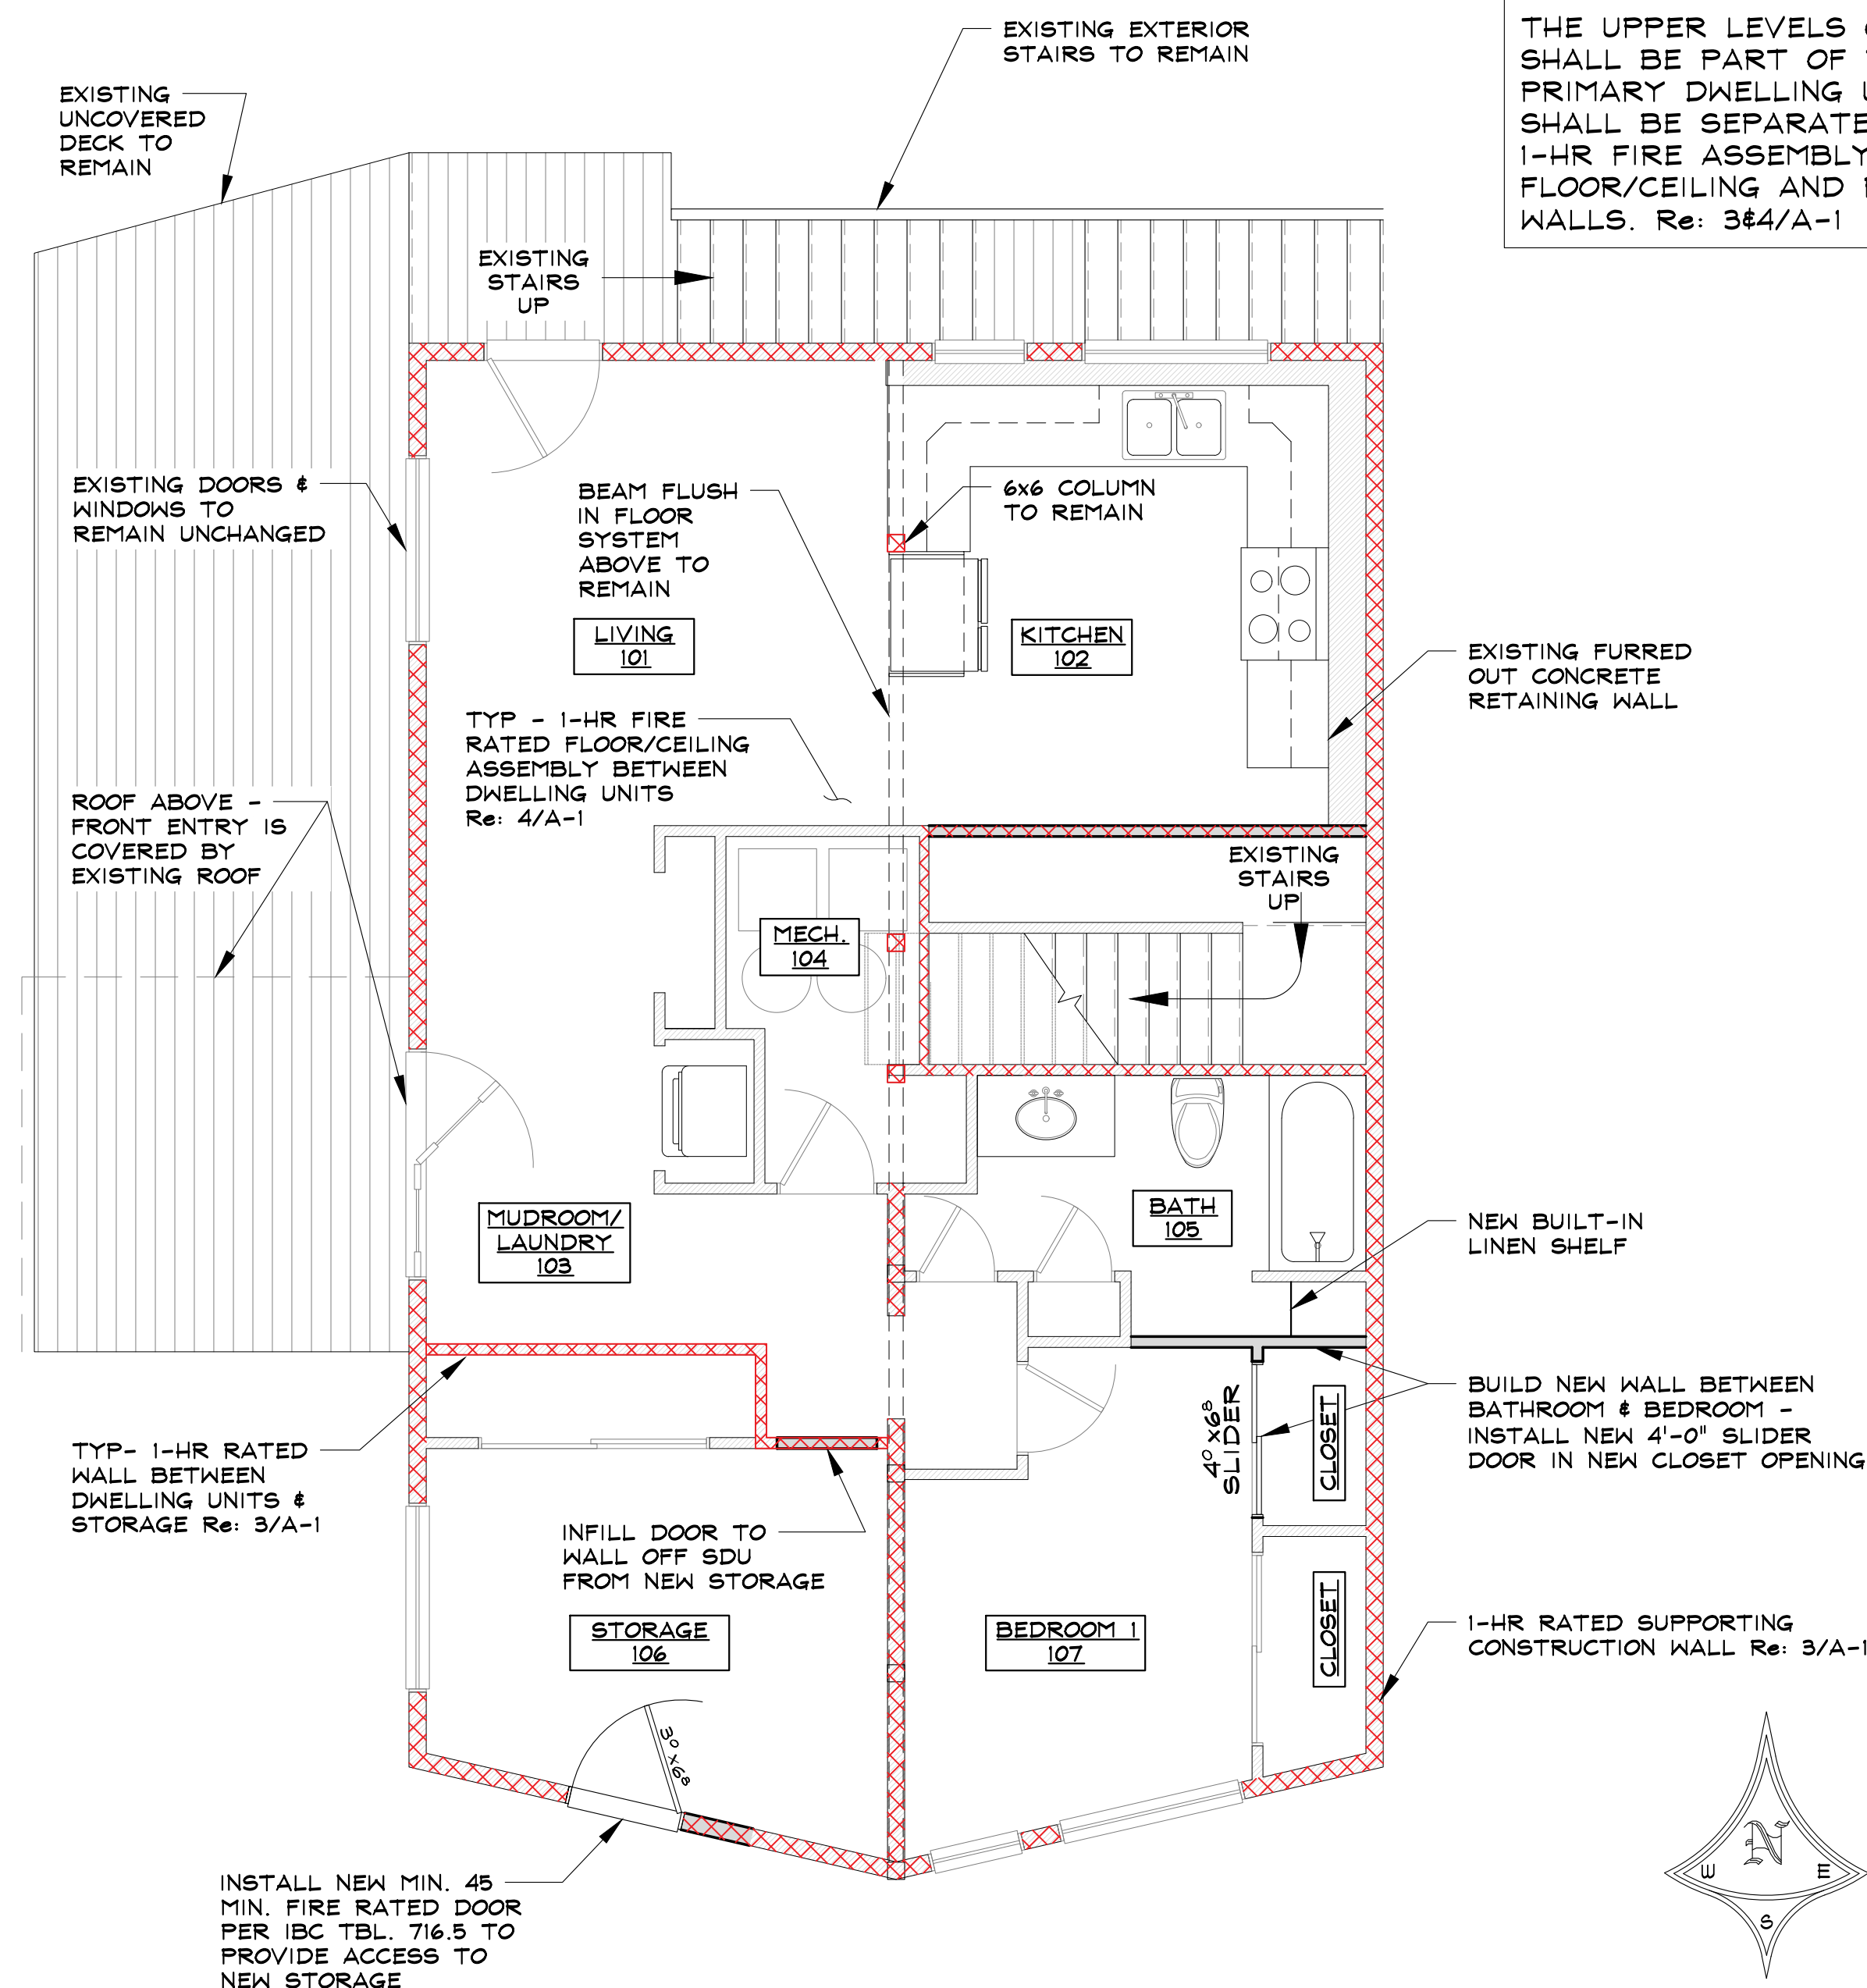 EXISTING EXTERIOR
STAIRS TO REMAIN
THE UPPER LEVELS
SHALL BE PART OF
PRIMARY DWELLING
SHALL BE
1-HR FIRE ASSEMBLY
FLOOR/CEILING AND
WALLS. Re: 3&4/A-1
EXISTING
UNCOVERED
DECK TO
REMAIN
EXISTING
STAIRS
UP
EXISTING DOORS &
WINDOWS TO
REMAIN UNCHANGED
BEAM FLUSH
IN FLOOR
SYSTEM
ABOVE TO
REMAIN
6x6 COLUMN
TO REMAIN
LIVING
101
KITCHEN
102
EXISTING FURRED
OUT CONCRETE
RETAINING WALL
TYP - 1-HR FIRE
RATED FLOOR/CEILING
ASSEMBLY BETWEEN
DWELLING UNITS
Re: 4/A-1
ROOF ABOVE -
FRONT ENTRY IS
COVERED BY
EXISTING ROOF
EXISTING
STAIRS
UP
MECH.
104
MUDROOM/
LAUNDRY
103
BATH
105
NEW BUILT-IN
LINEN SHELF
4⁰x6⁸
SLIDER
CLOSET
BUILD NEW WALL BETWEEN
BATHROOM & BEDROOM -
INSTALL NEW 4'-0" SLIDER
DOOR IN NEW CLOSET OPENING
TYP- 1-HR RATED
WALL BETWEEN
DWELLING UNITS &
STORAGE Re: 3/A-1
INFILL DOOR TO
WALL OFF SDU
FROM NEW STORAGE
STORAGE
106
BEDROOM 1
107
CLOSET
1-HR RATED SUPPORTING
CONSTRUCTION WALL Re: 3/A-1
3⁰x6⁸
INSTALL NEW MIN. 45
MIN. FIRE RATED DOOR
PER IBC TBL. 716.5 TO
PROVIDE ACCESS TO
NEW STORAGE
N
W
E
S